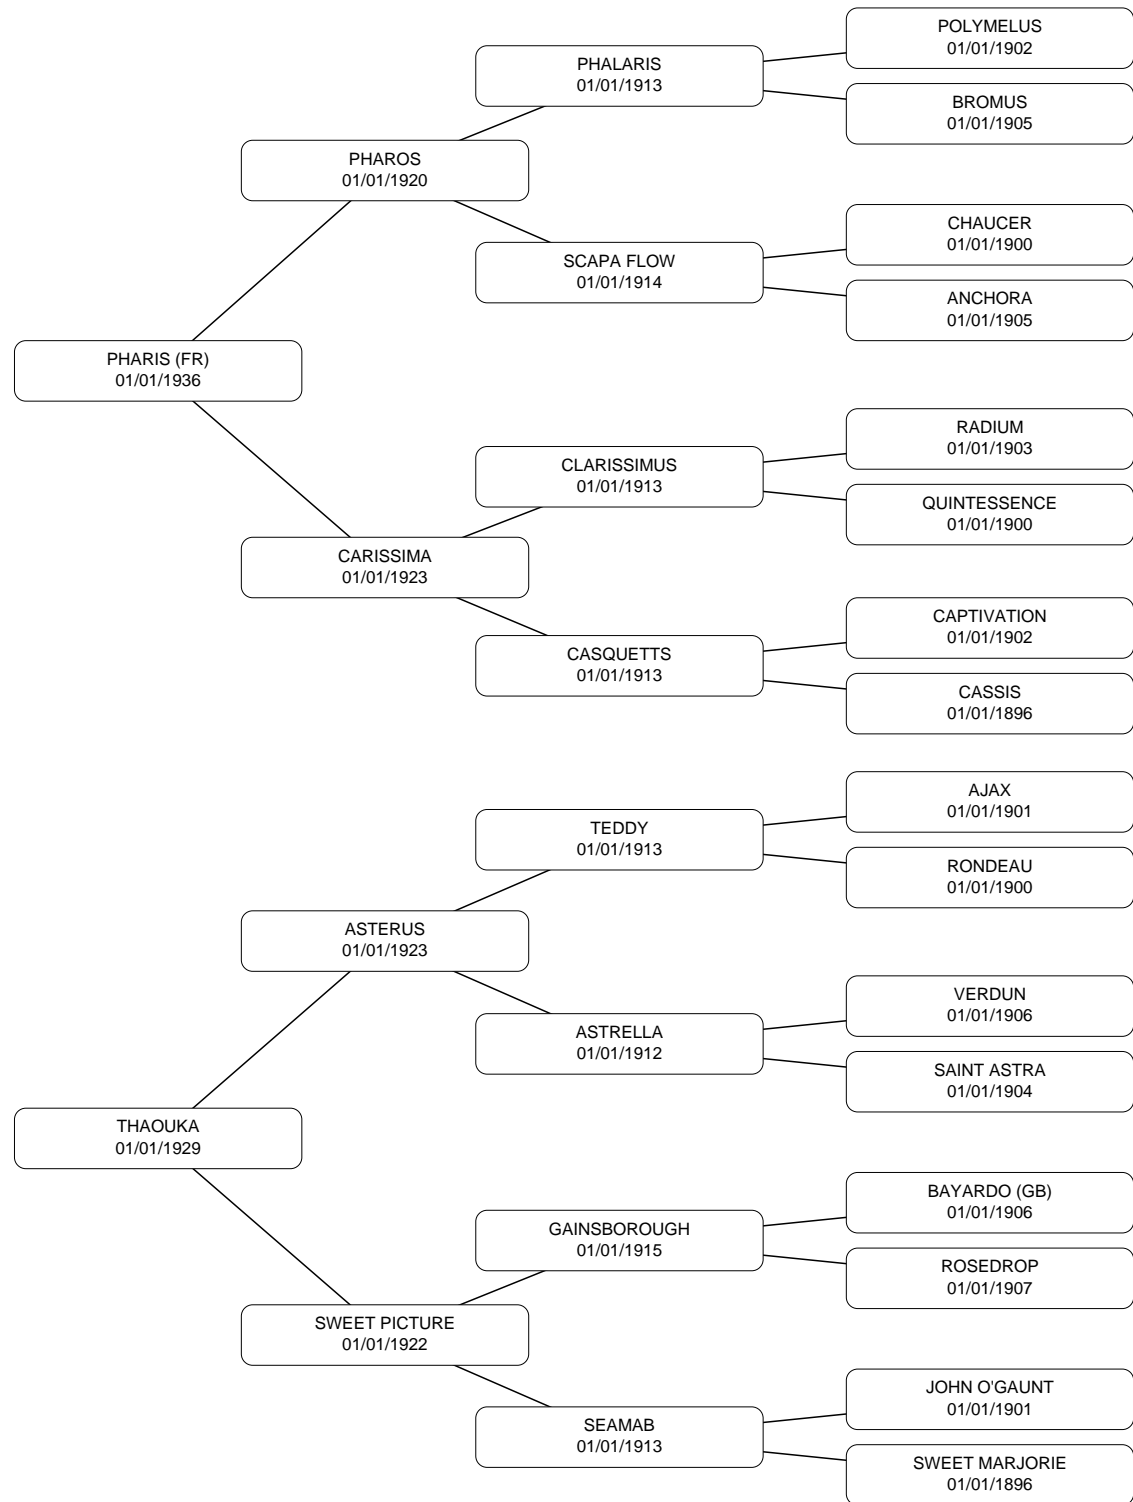 POLYMELUS
01/01/1902
PHALARIS
01/01/1913
BROMUS
01/01/1905
PHAROS
01/01/1920
CHAUCER
01/01/1900
SCAPA FLOW
01/01/1914
ANCHORA
01/01/1905
PHARIS (FR)
01/01/1936
RADIUM
01/01/1903
CLARISSIMUS
01/01/1913
QUINTESSENCE
01/01/1900
CARISSIMA
01/01/1923
CAPTIVATION
01/01/1902
CASQUETTS
01/01/1913
CASSIS
01/01/1896
AJAX
01/01/1901
TEDDY
01/01/1913
RONDEAU
01/01/1900
ASTERUS
01/01/1923
VERDUN
01/01/1906
ASTRELLA
01/01/1912
SAINT ASTRA
01/01/1904
THAOUKA
01/01/1929
BAYARDO (GB)
01/01/1906
GAINSBOROUGH
01/01/1915
ROSEDROP
01/01/1907
SWEET PICTURE
01/01/1922
JOHN O'GAUNT
01/01/1901
SEAMAB
01/01/1913
SWEET MARJORIE
01/01/1896